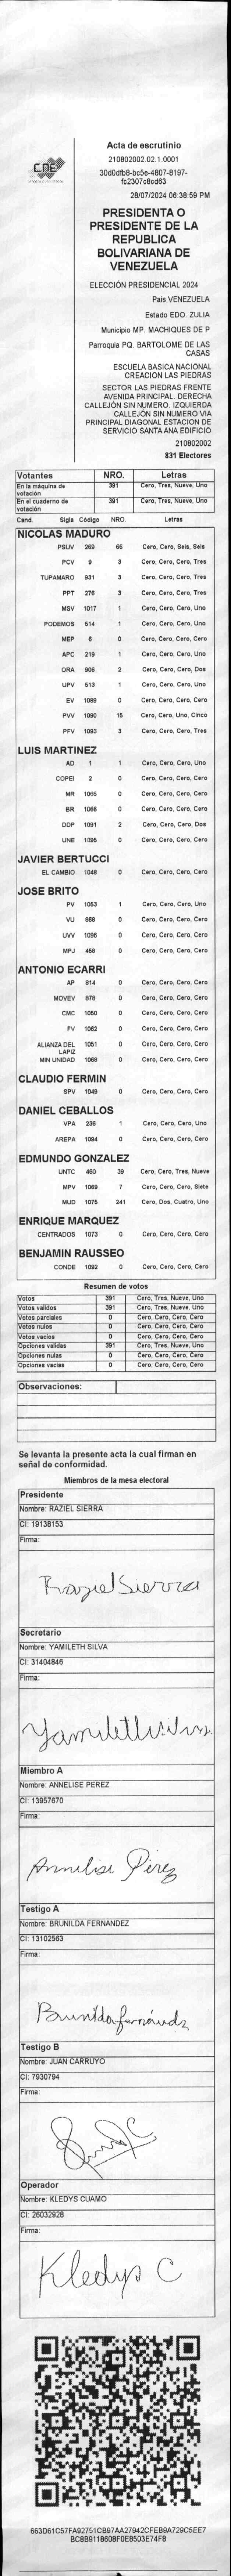 CNE
Acta de escrutinio
210802002.02.1.0001
30d0dfb8-bc5e-4807-8197-
fc2307c8cd63
28/07/2024 06:38:59 PM
PRESIDENTA O
PRESIDENTE DE LA
REPUBLICA
BOLIVARIANA DE
VENEZUELA
ELECCIÓN PRESIDENCIAL 2024
Pais VENEZUELA
Estado EDO. ZULIA
Municipio MP. MACHIQUES DE P
Parroquia PQ. BARTOLOME DE LAS
CASAS
ESCUELA BASICA NACIONAL
CREACION LAS PIEDRAS
SECTOR LAS PIEDRAS FRENTE
AVENIDA PRINCIPAL. DERECHA
CALLEJÓN SIN NUMERO. IZQUIERDA
CALLEJÓN SIN NUMERO VIA
PRINCIPAL DIAGONAL ESTACION DE
SERVICIO SANTA ANA EDIFICIO
210802002
831 Electores
Votantes NRO. Letras
En la máquina de votación 391 Cero, Tres, Nueve, Uno
En el cuaderno de votación 391 Cero, Tres, Nueve, Uno
Cand. Sigla Código NRO. Letras
NICOLAS MADURO
PSUV 269 66 Cero, Cero, Seis, Seis
PCV 9 3 Cero, Cero, Cero, Tres
TUPAMARO 931 3 Cero, Cero, Cero, Tres
PPT 276 3 Cero, Cero, Cero, Tres
MSV 1017 1 Cero, Cero, Cero, Uno
PODEMOS 514 1 Cero, Cero, Cero, Uno
MEP 6 0 Cero, Cero, Cero, Cero
APC 219 1 Cero, Cero, Cero, Uno
ORA 906 2 Cero, Cero, Cero, Dos
UPV 513 1 Cero, Cero, Cero, Uno
EV 1089 0 Cero, Cero, Cero, Cero
PVV 1090 15 Cero, Cero, Uno, Cinco
PFV 1093 3 Cero, Cero, Cero, Tres
LUIS MARTINEZ
AD 1 1 Cero, Cero, Cero, Uno
COPEI 2 0 Cero, Cero, Cero, Cero
MR 1065 0 Cero, Cero, Cero, Cero
BR 1066 0 Cero, Cero, Cero, Cero
DDP 1091 2 Cero, Cero, Cero, Dos
UNE 1095 0 Cero, Cero, Cero, Cero
JAVIER BERTUCCI
EL CAMBIO 1048 0 Cero, Cero, Cero, Cero
JOSE BRITO
PV 1053 1 Cero, Cero, Cero, Uno
VU 868 0 Cero, Cero, Cero, Cero
UVV 1096 0 Cero, Cero, Cero, Cero
MPJ 458 0 Cero, Cero, Cero, Cero
ANTONIO ECARRI
AP 814 0 Cero, Cero, Cero, Cero
MOVEV 878 0 Cero, Cero, Cero, Cero
CMC 1050 0 Cero, Cero, Cero, Cero
FV 1052 0 Cero, Cero, Cero, Cero
ALIANZA DEL LAPIZ 1051 0 Cero, Cero, Cero, Cero
MIN UNIDAD 1068 0 Cero, Cero, Cero, Cero
CLAUDIO FERMIN
SPV 1049 0 Cero, Cero, Cero, Cero
DANIEL CEBALLOS
VPA 236 1 Cero, Cero, Cero, Uno
AREPA 1094 0 Cero, Cero, Cero, Cero
EDMUNDO GONZALEZ
UNTC 460 39 Cero, Cero, Tres, Nueve
MPV 1069 7 Cero, Cero, Cero, Siete
MUD 1075 241 Cero, Dos, Cuatro, Uno
ENRIQUE MARQUEZ
CENTRADOS 1073 0 Cero, Cero, Cero, Cero
BENJAMIN RAUSSEO
CONDE 1092 0 Cero, Cero, Cero, Cero
Resumen de votos
Votos 391 Cero, Tres, Nueve, Uno
Votos validos 391 Cero, Tres, Nueve, Uno
Votos parciales 0 Cero, Cero, Cero, Cero
Votos nulos 0 Cero, Cero, Cero, Cero
Votos vacios 0 Cero, Cero, Cero, Cero
Opciones validas 391 Cero, Tres, Nueve, Uno
Opciones nulas 0 Cero, Cero, Cero, Cero
Opciones vacias 0 Cero, Cero, Cero, Cero
Observaciones:
Se levanta la presente acta la cual firman en
señal de conformidad.
Miembros de la mesa electoral
Presidente
Nombre: RAZIEL SIERRA
CI: 19138153
Firma:
Raziel Sierra
Secretario
Nombre: YAMILETH SILVA
CI: 31404846
Firma:
Yamileth Silva
Miembro A
Nombre: ANNELISE PEREZ
CI: 13957670
Firma:
Annelise Pérez
Testigo A
Nombre: BRUNILDA FERNANDEZ
CI: 13102563
Firma:
Brunilda fernández
Testigo B
Nombre: JUAN CARRUYO
CI: 7930794
Firma:
Operador
Nombre: KLEDYS CUAMO
CI: 26032928
Firma:
Kledys C
663D61C57FA92751CB97AA27942CFEB9A729C5EE7
BC8B9119608F0E8503E74F8